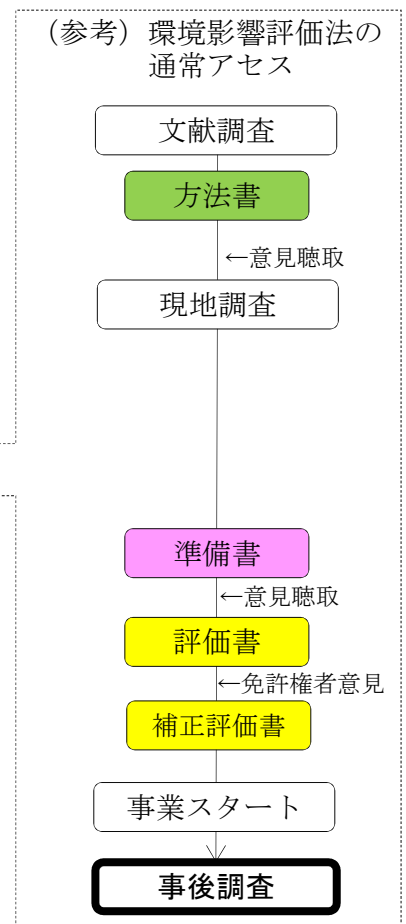 （参考）環境影響評価法の
通常アセス
文献調査
方法書
←意見聴取
現地調査
準備書
←意見聴取
評価書
←免許権者意見
補正評価書
事業スタート
事後調査